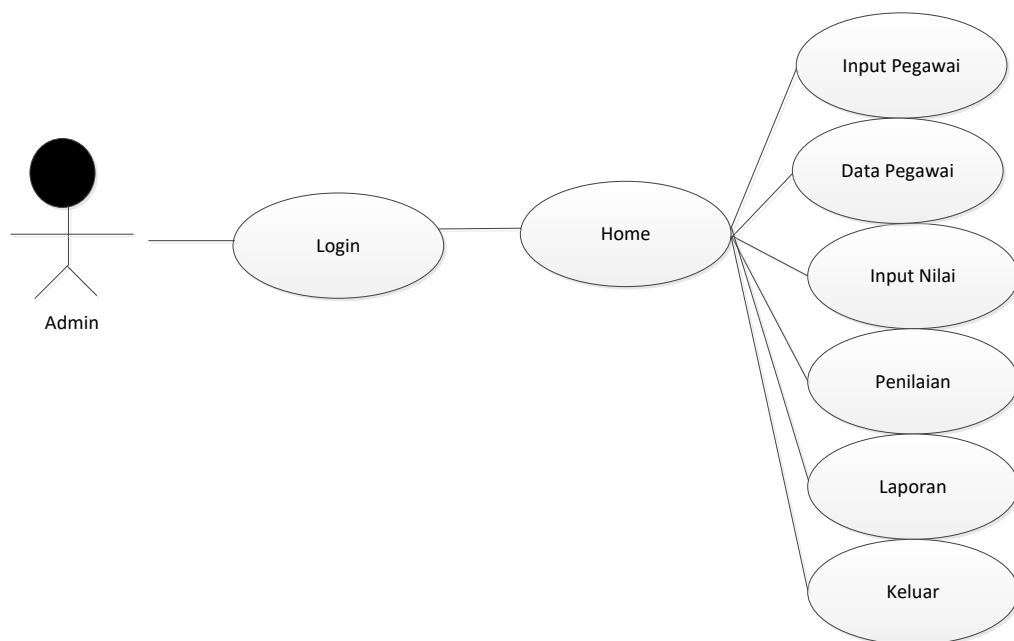 Admin
Login
Home
Input Pegawai
Data Pegawai
Input Nilai
Penilaian
Laporan
Keluar